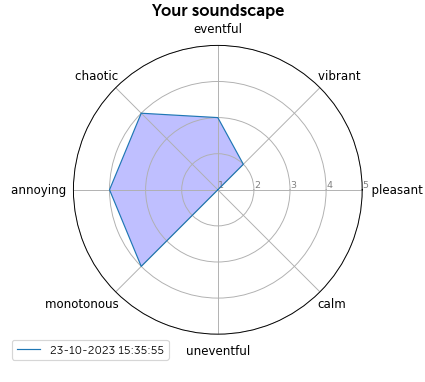 Your soundscape
eventful
chaotic
vibrant
annoying
1
2
3
4
5
pleasant
monotonous
calm
uneventful
23-10-2023 15:35:55